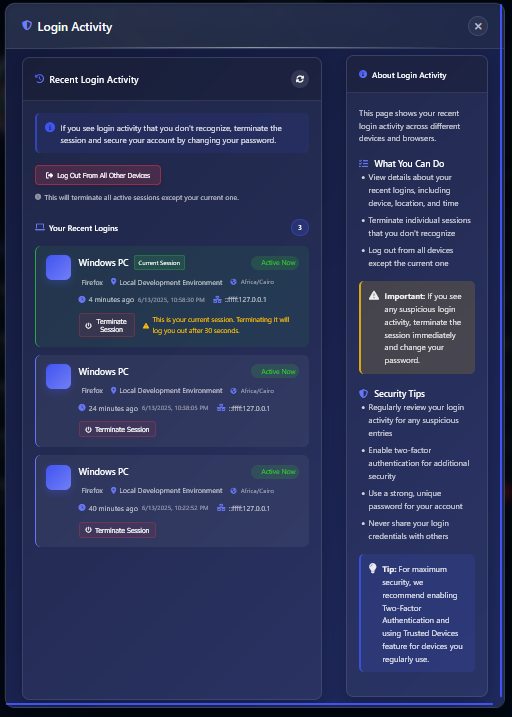 Login Activity
Recent Login Activity
If you see login activity that you don't recognize, terminate the
session and secure your account by changing your password.
Log Out From All Other Devices
This will terminate all active sessions except your current one.
Your Recent Logins
3
Windows PC
Current Session
Active Now
Firefox
Local Development Environment
Africa/Cairo
4 minutes ago
6/13/2025, 10:58:30 PM
::ffff:127.0.0.1
Terminate
Session
This is your current session. Terminating it will
log you out after 30 seconds.
Windows PC
Active Now
Firefox
Local Development Environment
Africa/Cairo
24 minutes ago
6/13/2025, 10:38:05 PM
::ffff:127.0.0.1
Terminate Session
Windows PC
Active Now
Firefox
Local Development Environment
Africa/Cairo
40 minutes ago
6/13/2025, 10:22:52 PM
::ffff:127.0.0.1
Terminate Session
About Login Activity
This page shows your recent
login activity across different
devices and browsers.
What You Can Do
• View details about your
recent logins, including
device, location, and time
• Terminate individual sessions
that you don't recognize
• Log out from all devices
except the current one
Important: If you see
any suspicious login
activity, terminate the
session immediately
and change your
password.
Security Tips
• Regularly review your login
activity for any suspicious
entries
• Enable two-factor
authentication for additional
security
• Use a strong, unique
password for your account
• Never share your login
credentials with others
Tip: For maximum
security, we
recommend enabling
Two-Factor
Authentication and
using Trusted Devices
feature for devices you
regularly use.